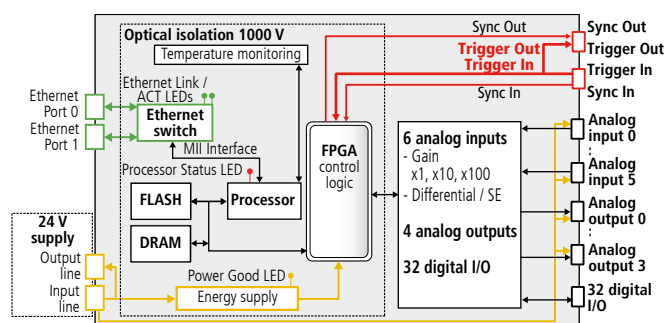 Optical isolation 1000 V
Temperature monitoring
Sync Out
Trigger Out
Trigger In
Sync In
Sync Out
Trigger Out
Trigger In
Sync In
Ethernet
Port 0
Ethernet
Port 1
Ethernet Link /
ACT LEDs
Ethernet
switch
MII Interface
Processor Status LED
FLASH
Processor
DRAM
FPGA
control
logic
6 analog inputs
- Gain
x1, x10, x100
- Differential / SE
4 analog outputs
32 digital I/O
Analog
input 0
:
Analog
input 5
Analog
output 0
:
Analog
output 3
32 digital
I/O
24 V
supply
Output
line
Input
line
Power Good LED
Energy supply